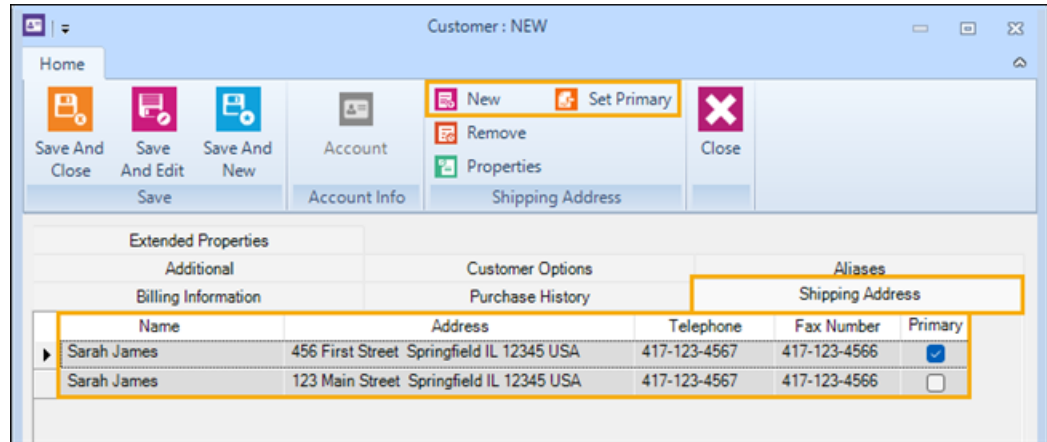 Customer : NEW
Home
Save And Close
Save And Edit
Save And New
Save
Account
Account Info
New
Set Primary
Remove
Properties
Shipping Address
Close
Extended Properties
Additional
Customer Options
Aliases
Billing Information
Purchase History
Shipping Address
Name Address Telephone Fax Number Primary
Sarah James 456 First Street Springfield IL 12345 USA 417-123-4567 417-123-4566
Sarah James 123 Main Street Springfield IL 12345 USA 417-123-4567 417-123-4566